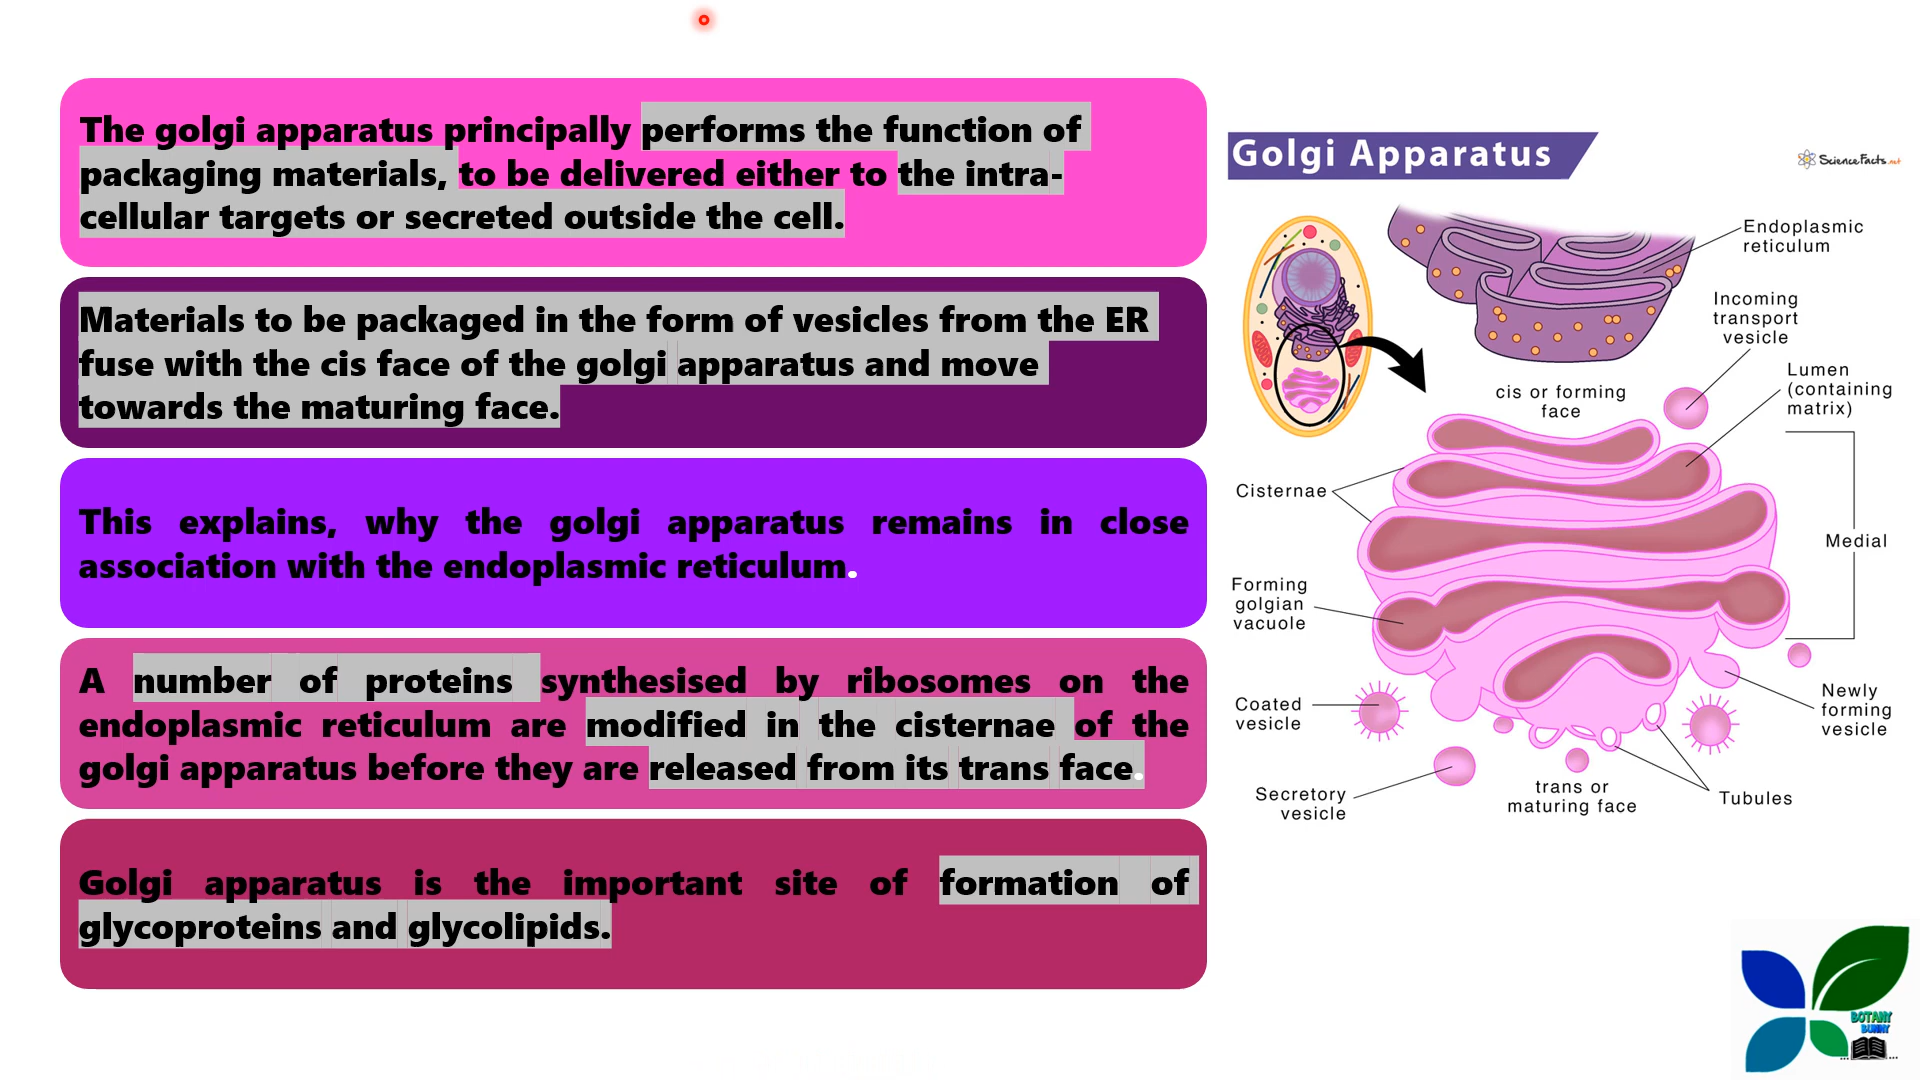 The golgi apparatus principally performs the function of
packaging materials, to be delivered either to the intra-
cellular targets or secreted outside the cell.
Materials to be packaged in the form of vesicles from the ER
fuse with the cis face of the golgi apparatus and move
towards the maturing face.
This explains, why the golgi apparatus remains in close
association with the endoplasmic reticulum.
A number of proteins synthesised by ribosomes on the
endoplasmic reticulum are modified in the cisternae of the
golgi apparatus before they are released from its trans face.
Golgi apparatus is the important site of formation of
glycoproteins and glycolipids.
Golgi Apparatus
ScienceFacts.net
Endoplasmic
reticulum
Incoming
transport
vesicle
Lumen
(containing
matrix)
cis or forming
face
Cisternae
Medial
Forming
golgian
vacuole
Coated
vesicle
Newly
forming
vesicle
Secretory
vesicle
trans or
maturing face
Tubules
BOTANY
BUNNY